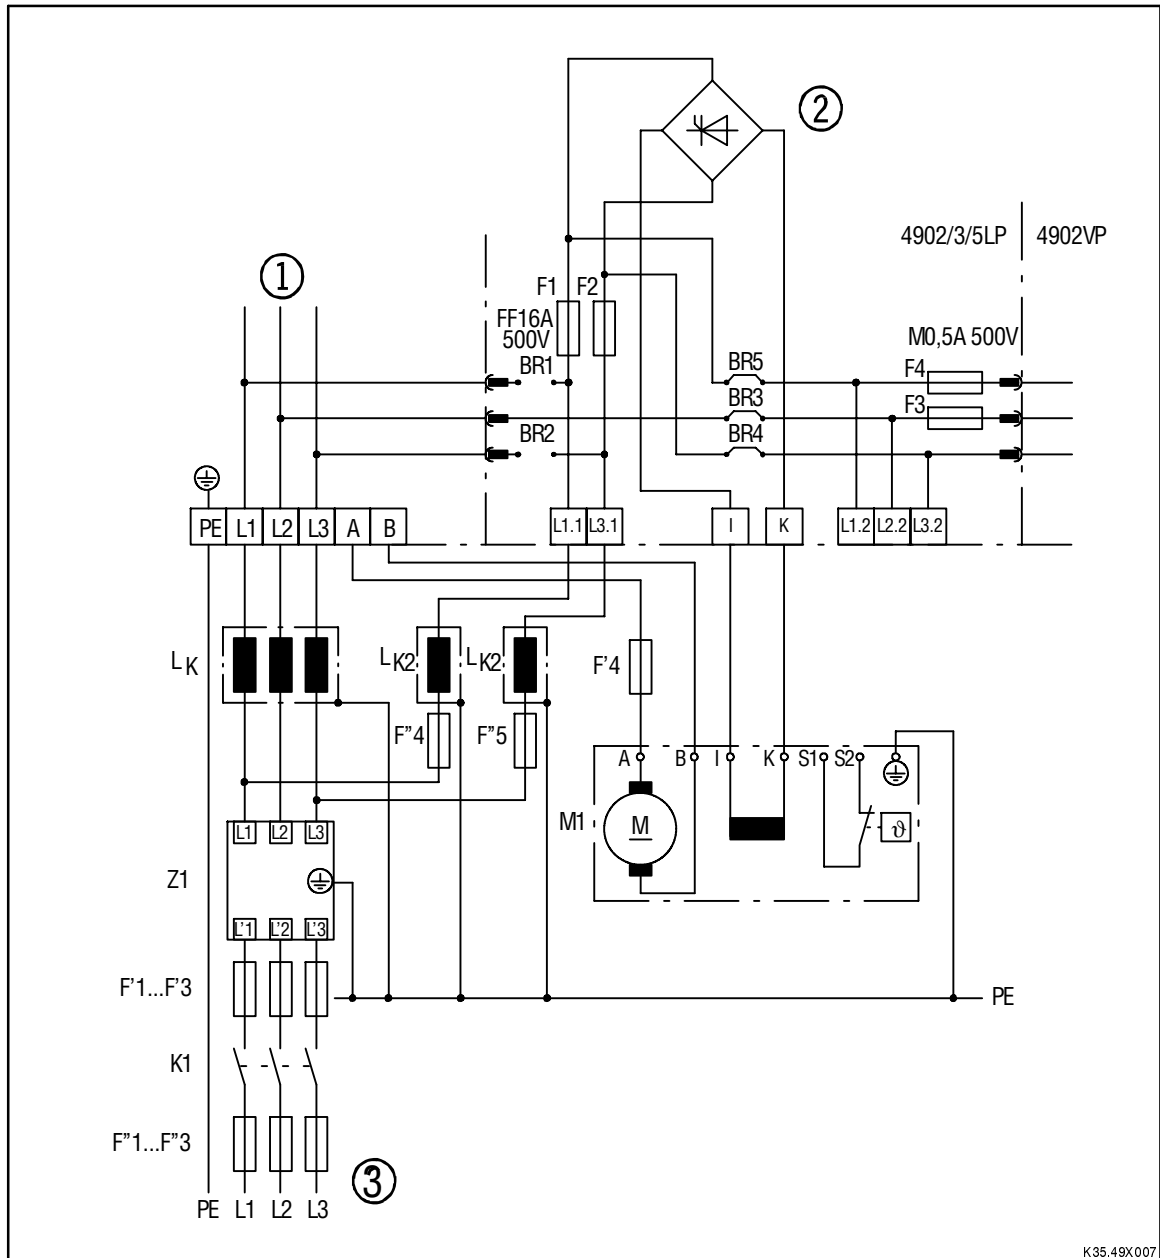 ②
4902/3/5LP 4902VP
①
F1 F2
FF16A
500V
M0,5A 500V
BR1 BR5 F4
BR3 F3
BR2 BR4
PE L1 L2 L3 A B L1.1 L3.1 I K L1.2 L2.2 L3.2
LK LK2 LK2 F'4
F"4 F"5
A B I K S1 S2
M1 M ϑ
L1 L2 L3
Z1
L'1 L'2 L'3
F'1...F'3 PE
K1
F"1...F"3
③
PE L1 L2 L3
K35.49X007